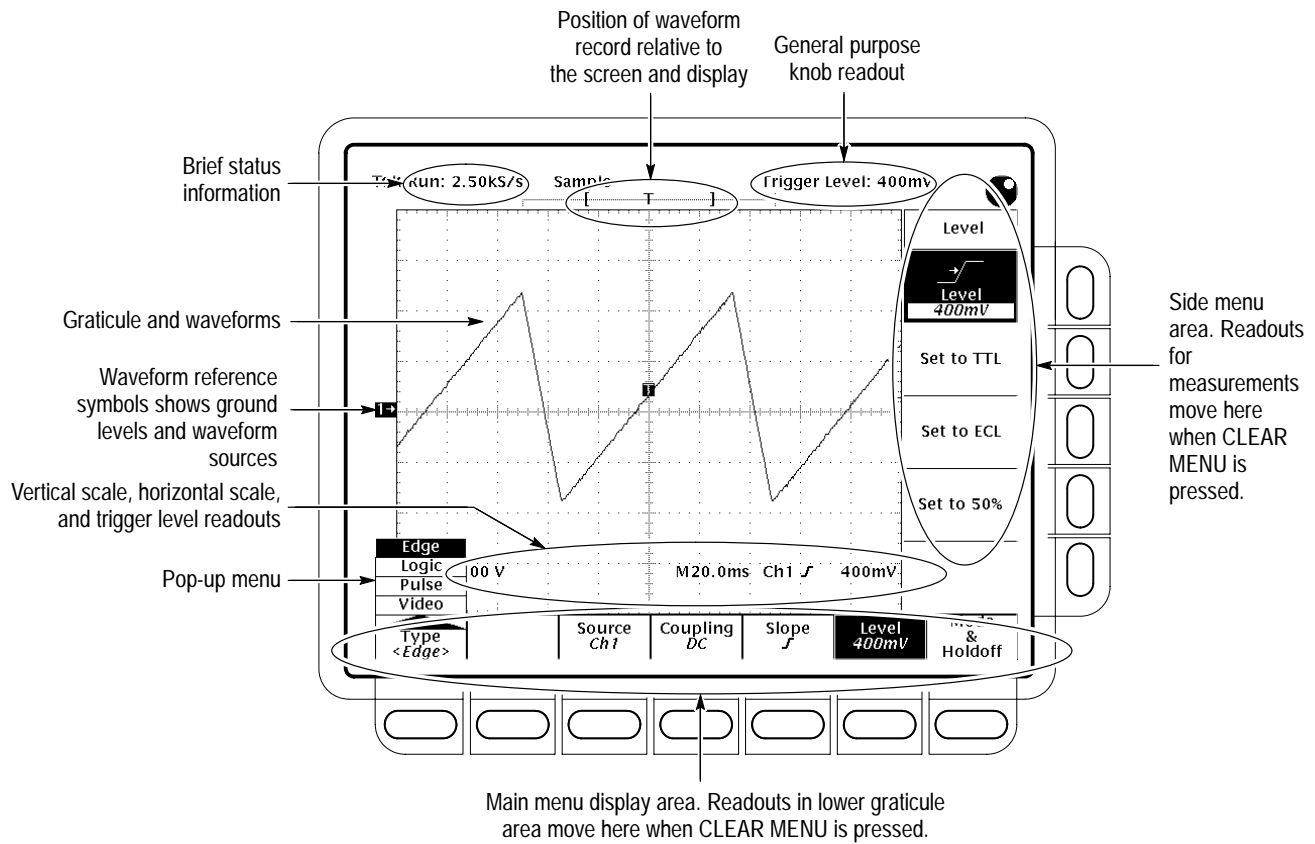 Position of waveform
record relative to
the screen and display
General purpose
knob readout
Brief status
information
Run: 2.50kS/s
Sample
Trigger Level: 400mV
[ T ]
Level
Level
400mV
Graticule and waveforms
Set to TTL
Side menu
area. Readouts
for
measurements
move here
when CLEAR
MENU is
pressed.
Waveform reference
symbols shows ground
levels and waveform
sources
1→
T
Set to ECL
Vertical scale, horizontal scale,
and trigger level readouts
Set to 50%
Pop-up menu
Edge
Logic
Pulse
Video
00 V
M20.0ms Ch1 ƒ 400mV
Type
<Edge>
Source
Ch1
Coupling
DC
Slope
ƒ
Level
400mV
Mode
&
Holdoff
Main menu display area. Readouts in lower graticule
area move here when CLEAR MENU is pressed.